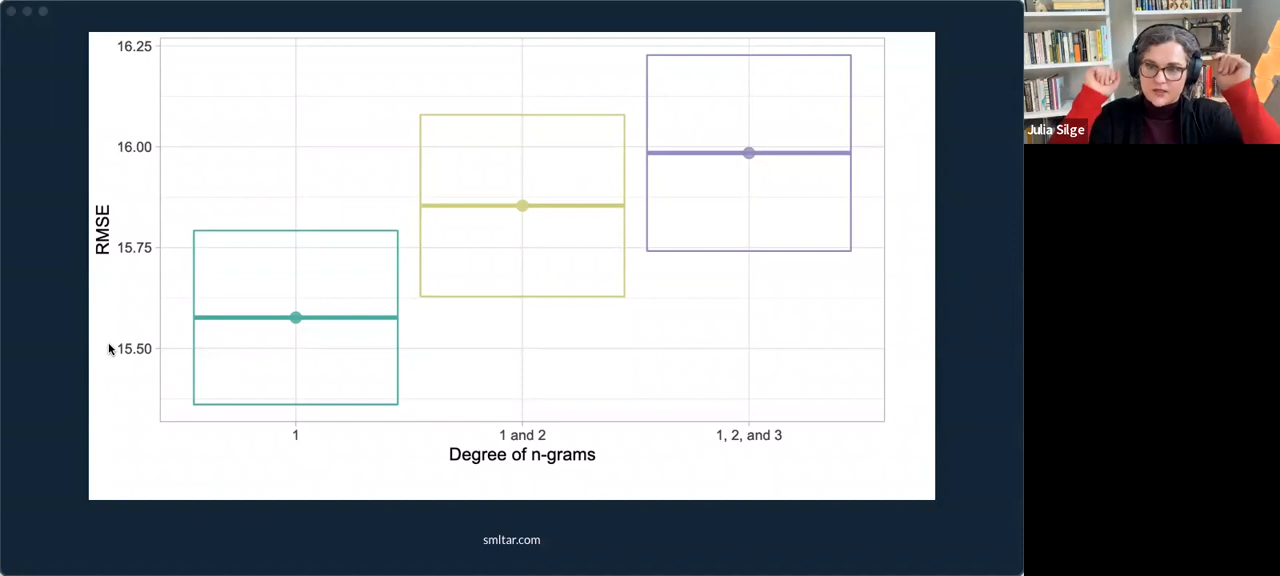 16.25
16.00
15.75
15.50
RMSE
1
1 and 2
1, 2, and 3
Degree of n-grams
smltar.com
Julia Silge